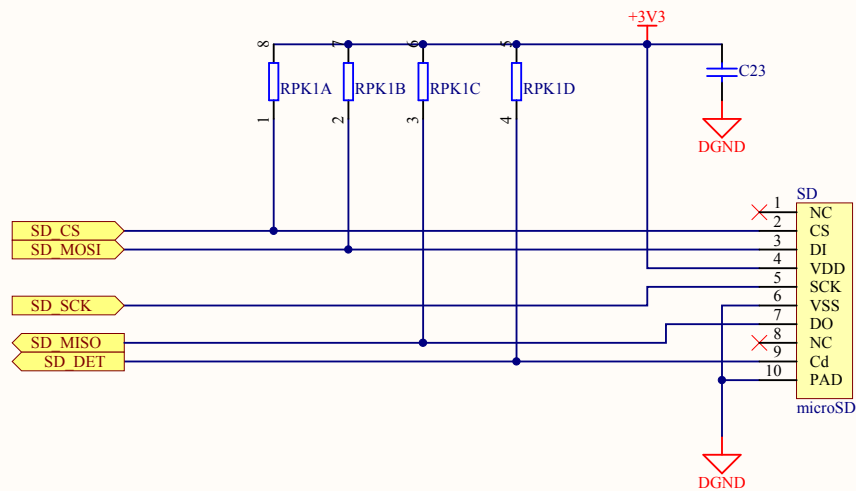 +3V3
8 7 6 5
RPK1A RPK1B RPK1C RPK1D C23
1 2 3 4
DGND
SD
1 NC
SD_CS 2 CS
SD_MOSI 3 DI
4 VDD
5 SCK
SD_SCK 6 VSS
7 DO
SD_MISO 8 NC
SD_DET 9 Cd
10 PAD
microSD
DGND